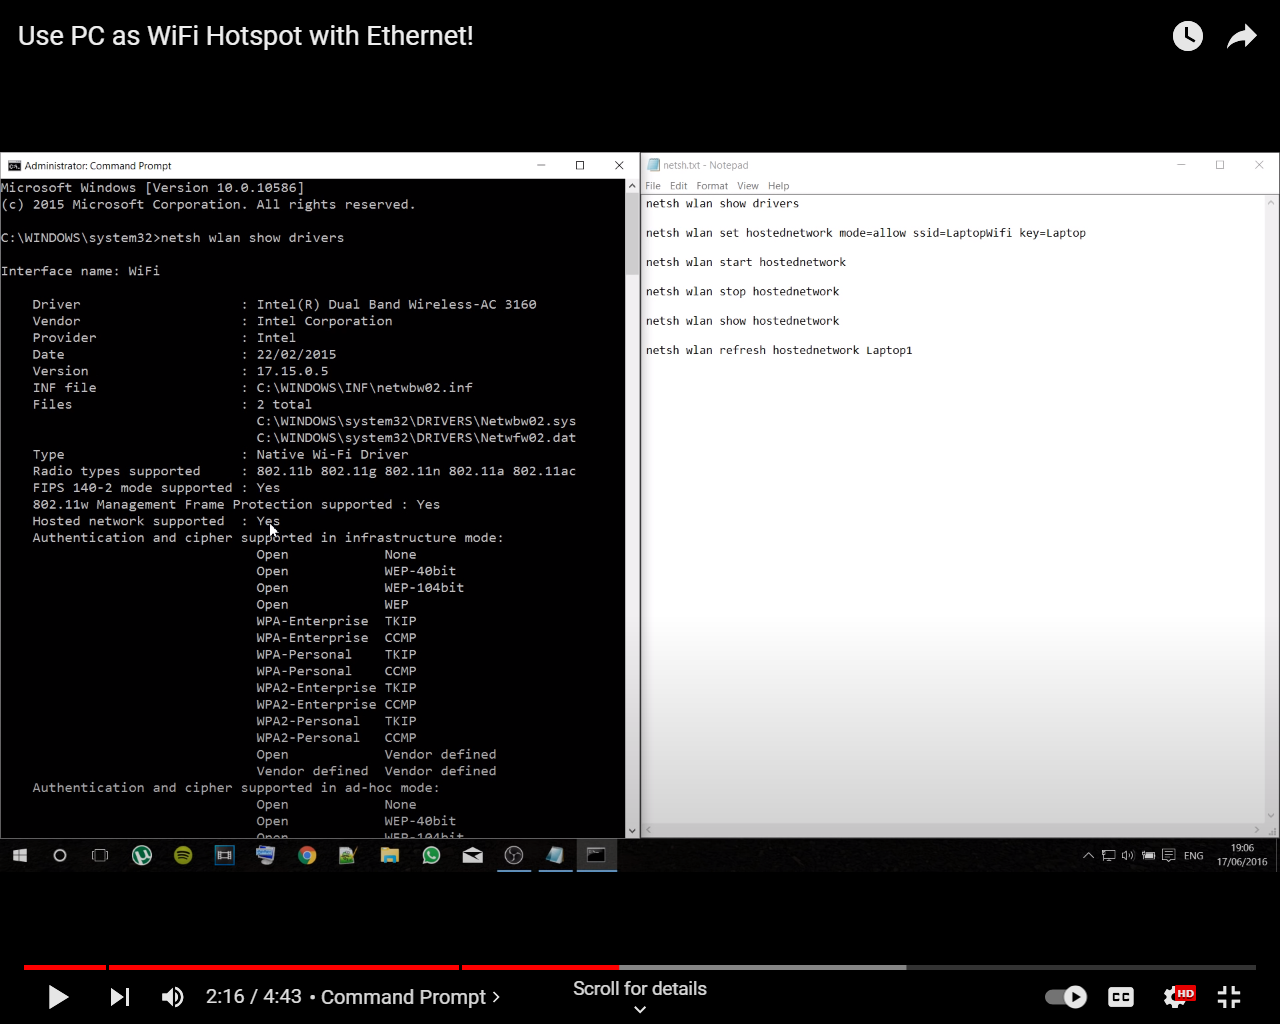 Use PC as WiFi Hotspot with Ethernet!
Administrator: Command Prompt
Microsoft Windows [Version 10.0.10586]
(c) 2015 Microsoft Corporation. All rights reserved.
C:\WINDOWS\system32>netsh wlan show drivers
Interface name: WiFi
Driver : Intel(R) Dual Band Wireless-AC 3160
Vendor : Intel Corporation
Provider : Intel
Date : 22/02/2015
Version : 17.15.0.5
INF file : C:\WINDOWS\INF\netwbw02.inf
Files : 2 total
C:\WINDOWS\system32\DRIVERS\Netwbw02.sys
C:\WINDOWS\system32\DRIVERS\Netwfw02.dat
Type : Native Wi-Fi Driver
Radio types supported : 802.11b 802.11g 802.11n 802.11a 802.11ac
FIPS 140-2 mode supported : Yes
802.11w Management Frame Protection supported : Yes
Hosted network supported : Yes
Authentication and cipher supported in infrastructure mode:
Open None
Open WEP-40bit
Open WEP-104bit
Open WEP
WPA-Enterprise TKIP
WPA-Enterprise CCMP
WPA-Personal TKIP
WPA-Personal CCMP
WPA2-Enterprise TKIP
WPA2-Enterprise CCMP
WPA2-Personal TKIP
WPA2-Personal CCMP
Open Vendor defined
Vendor defined Vendor defined
Authentication and cipher supported in ad-hoc mode:
Open None
Open WEP-40bit
Open WEP-104bit
netsh.txt - Notepad
File Edit Format View Help
netsh wlan show drivers
netsh wlan set hostednetwork mode=allow ssid=LaptopWifi key=Laptop
netsh wlan start hostednetwork
netsh wlan stop hostednetwork
netsh wlan show hostednetwork
netsh wlan refresh hostednetwork Laptop1
ENG
19:06
17/06/2016
2:16 / 4:43 • Command Prompt >
Scroll for details
CC
HD